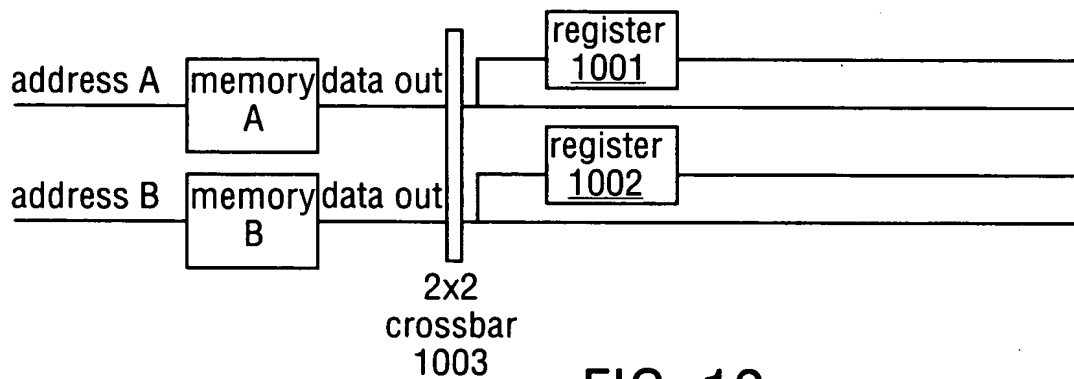 register
1001
address A
memory
A
data out
register
1002
address B
memory
B
data out
2x2
crossbar
1003